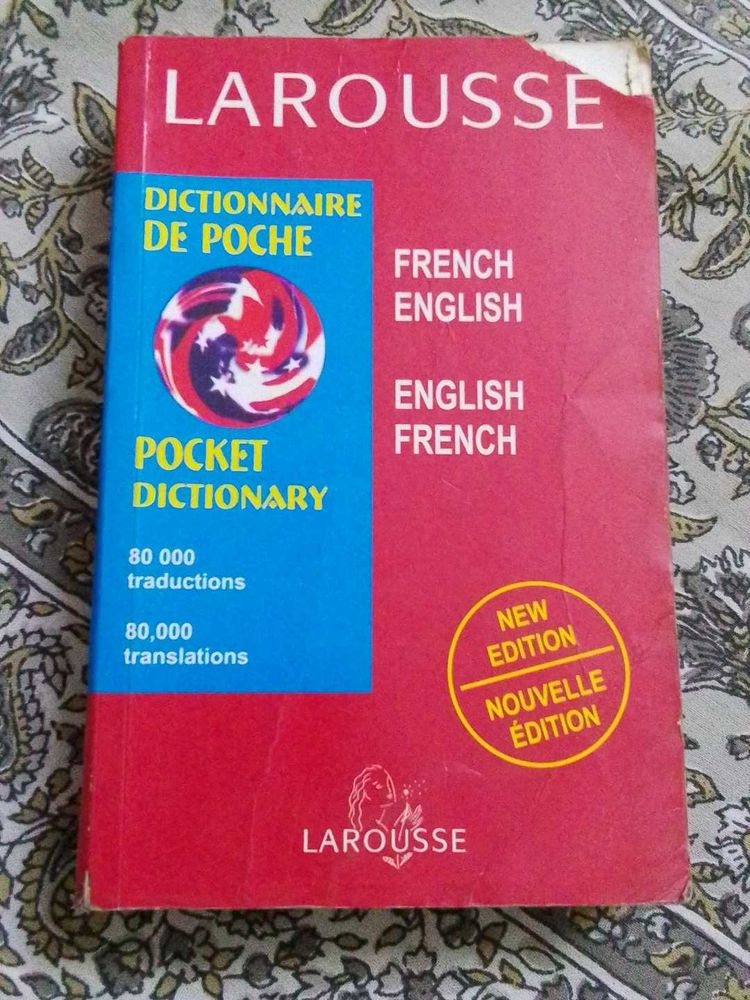 LAROUSSE
DICTIONNAIRE
DE POCHE
POCKET
DICTIONARY
80 000
traductions
80,000
translations
FRENCH
ENGLISH
ENGLISH
FRENCH
NEW
EDITION
NOUVELLE
ÉDITION
LAROUSSE